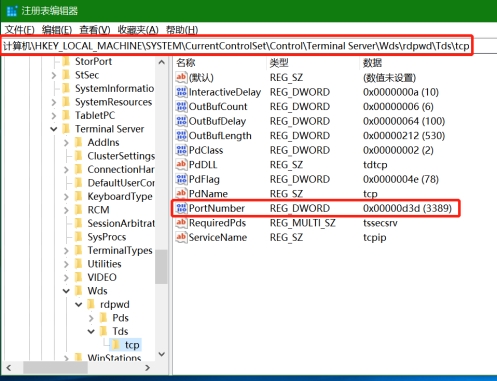 注册表编辑器
文件(F) 编辑(E) 查看(V) 收藏夹(A) 帮助(H)
计算机\HKEY_LOCAL_MACHINE\SYSTEM\CurrentControlSet\Control\Terminal Server\Wds\rdpwd\Tds\tcp
StorPort
StSec
SystemInformatio
SystemResources
TabletPC
Terminal Server
AddIns
ClusterSettings
ConnectionHan
DefaultUserCor
KeyboardType
RCM
SessionArbitrat
SysProcs
TerminalTypes
Utilities
VIDEO
Wds
rdpwd
Pds
Tds
tcp
WinStations
名称 类型 数据
(默认) REG_SZ (数值未设置)
InteractiveDelay REG_DWORD 0x0000000a (10)
OutBufCount REG_DWORD 0x00000006 (6)
OutBufDelay REG_DWORD 0x00000064 (100)
OutBufLength REG_DWORD 0x00000212 (530)
PdClass REG_DWORD 0x00000002 (2)
PdDLL REG_SZ tdtcp
PdFlag REG_DWORD 0x0000004e (78)
PdName REG_SZ tcp
PortNumber REG_DWORD 0x00000d3d (3389)
RequiredPds REG_MULTI_SZ tssecsrv
ServiceName REG_SZ tcpip